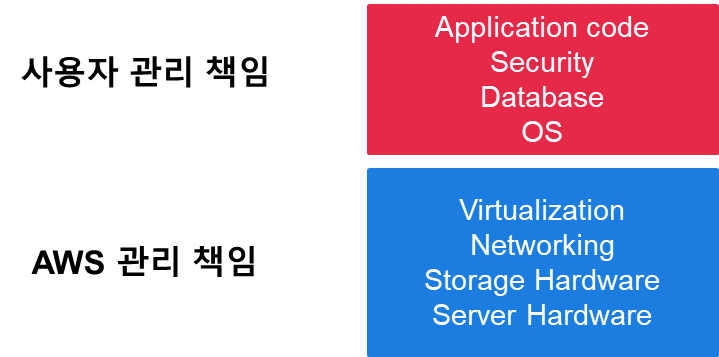 사용자 관리 책임
Application code
Security
Database
OS
AWS 관리 책임
Virtualization
Networking
Storage Hardware
Server Hardware